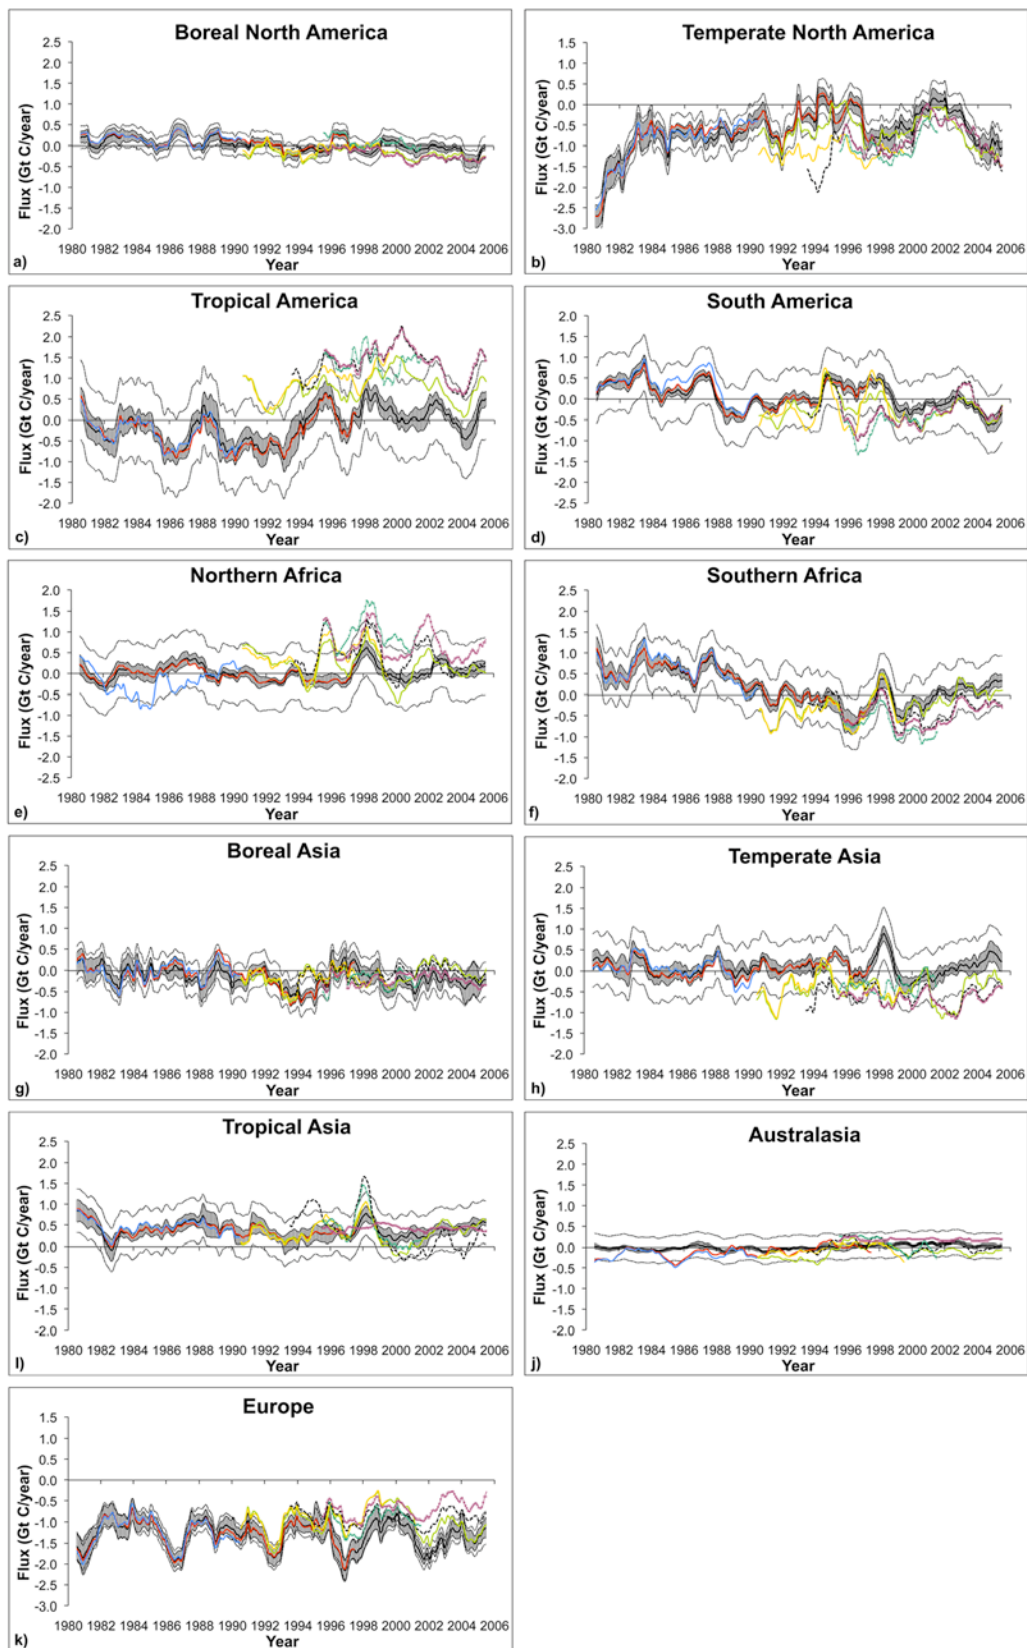 Boreal North America
Flux (Gt C/year)
2.5
2.0
1.5
1.0
0.5
0.0
-0.5
-1.0
-1.5
-2.0
1980 1982 1984 1986 1988 1990 1992 1994 1996 1998 2000 2002 2004 2006
Year
a)
Temperate North America
Flux (Gt C/year)
1.5
1.0
0.5
0.0
-0.5
-1.0
-1.5
-2.0
-2.5
-3.0
1980 1982 1984 1986 1988 1990 1992 1994 1996 1998 2000 2002 2004 2006
Year
b)
Tropical America
Flux (Gt C/year)
2.5
2.0
1.5
1.0
0.5
0.0
-0.5
-1.0
-1.5
-2.0
1980 1982 1984 1986 1988 1990 1992 1994 1996 1998 2000 2002 2004 2006
Year
c)
South America
Flux (Gt C/year)
2.0
1.5
1.0
0.5
0.0
-0.5
-1.0
-1.5
-2.0
-2.5
1980 1982 1984 1986 1988 1990 1992 1994 1996 1998 2000 2002 2004 2006
Year
d)
Northern Africa
Flux (Gt C/year)
2.0
1.5
1.0
0.5
0.0
-0.5
-1.0
-1.5
-2.0
-2.5
1980 1982 1984 1986 1988 1990 1992 1994 1996 1998 2000 2002 2004 2006
Year
e)
Southern Africa
Flux (Gt C/year)
2.5
2.0
1.5
1.0
0.5
0.0
-0.5
-1.0
-1.5
-2.0
1980 1982 1984 1986 1988 1990 1992 1994 1996 1998 2000 2002 2004 2006
Year
f)
Boreal Asia
Flux (Gt C/year)
2.5
2.0
1.5
1.0
0.5
0.0
-0.5
-1.0
-1.5
-2.0
1980 1982 1984 1986 1988 1990 1992 1994 1996 1998 2000 2002 2004 2006
Year
g)
Temperate Asia
Flux (Gt C/year)
2.5
2.0
1.5
1.0
0.5
0.0
-0.5
-1.0
-1.5
-2.0
1980 1982 1984 1986 1988 1990 1992 1994 1996 1998 2000 2002 2004 2006
Year
h)
Tropical Asia
Flux (Gt C/year)
2.5
2.0
1.5
1.0
0.5
0.0
-0.5
-1.0
-1.5
-2.0
1980 1982 1984 1986 1988 1990 1992 1994 1996 1998 2000 2002 2004 2006
Year
I)
Australasia
Flux (Gt C/year)
2.5
2.0
1.5
1.0
0.5
0.0
-0.5
-1.0
-1.5
-2.0
1980 1982 1984 1986 1988 1990 1992 1994 1996 1998 2000 2002 2004 2006
Year
j)
Europe
Flux (Gt C/year)
1.5
1.0
0.5
0.0
-0.5
-1.0
-1.5
-2.0
-2.5
-3.0
1980 1982 1984 1986 1988 1990 1992 1994 1996 1998 2000 2002 2004 2006
Year
k)